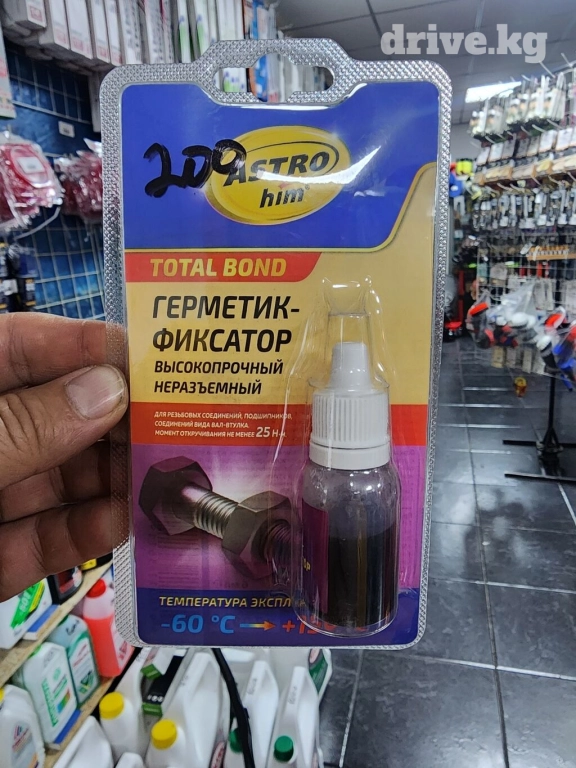 drive.kg
200
ASTRO
him
TOTAL BOND
ГЕРМЕТИК-
ФИКСАТОР
ВЫСОКОПРОЧНЫЙ
НЕРАЗЪЕМНЫЙ
ДЛЯ РЕЗЬБОВЫХ СОЕДИНЕНИЙ, ПОДШИПНИКОВ,
СОЕДИНЕНИЙ ВИДА ВАЛ-ВТУЛКА.
МОМЕНТ ОТКРУЧИВАНИЯ НЕ МЕНЕЕ 25 Н·м.
ТЕМПЕРАТУРА
-60 °C